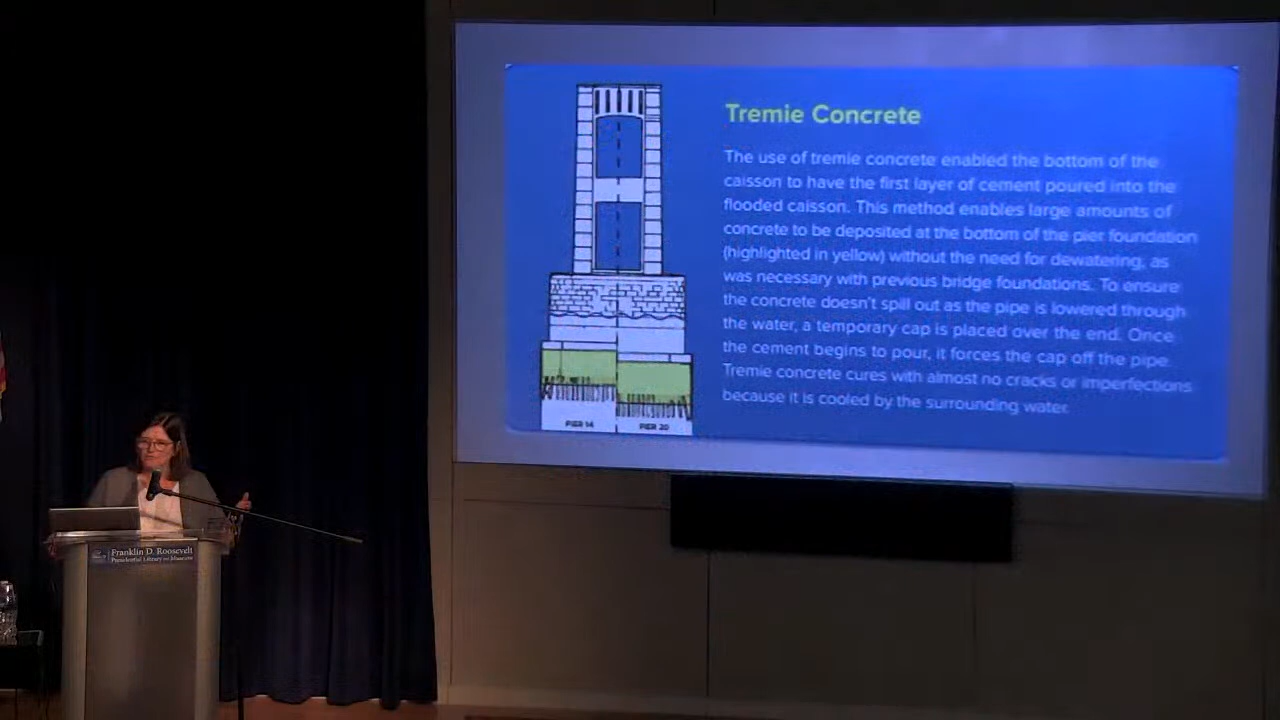 Tremie Concrete
The use of tremie concrete enabled the bottom of the
caisson to have the first layer of cement poured into the
flooded caisson. This method enables large amounts of
concrete to be deposited at the bottom of the pier foundation
(highlighted in yellow) without the need for dewatering, as
was necessary with previous bridge foundations. To ensure
the concrete doesn't spill out as the pipe is lowered through
the water, a temporary cap is placed over the end. Once
the cement begins to pour, it forces the cap off the pipe.
Tremie concrete cures with almost no cracks or imperfections
because it is cooled by the surrounding water.
PIER 14
PIER 20
Franklin D. Roosevelt
Presidential Library and Museum